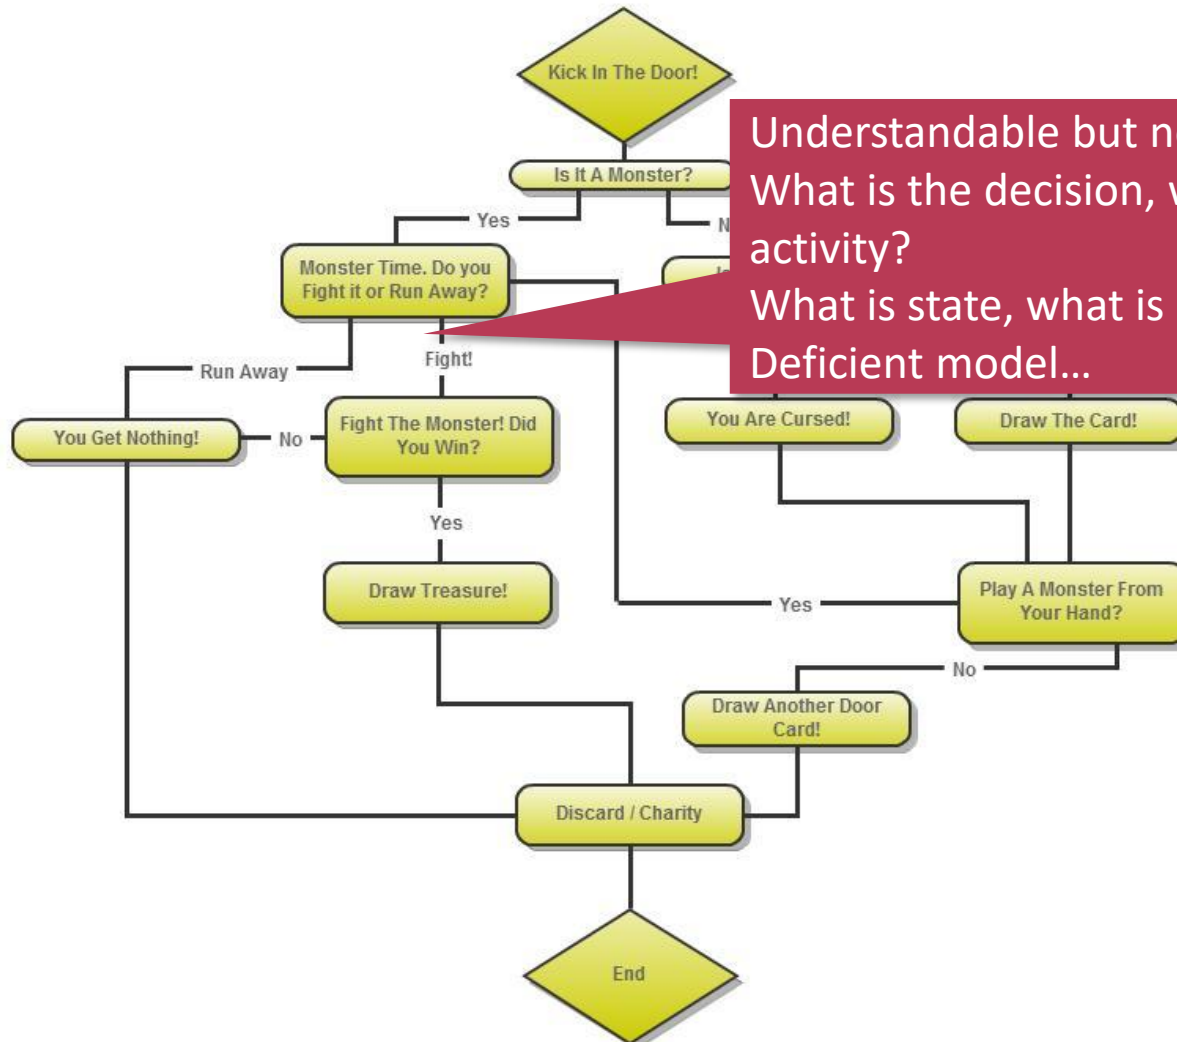 Kick In The Door!
Understandable but
What is the decision,
activity?
What is state, what is
Deficient model...
Is It A Monster?
Yes
Monster Time. Do you
Fight it or Run Away?
Run Away
Fight!
You Get Nothing!
No
Fight The Monster! Did
You Win?
You Are Cursed!
Draw The Card!
Yes
Draw Treasure!
Yes
Play A Monster From
Your Hand?
No
Draw Another Door
Card!
Discard / Charity
End